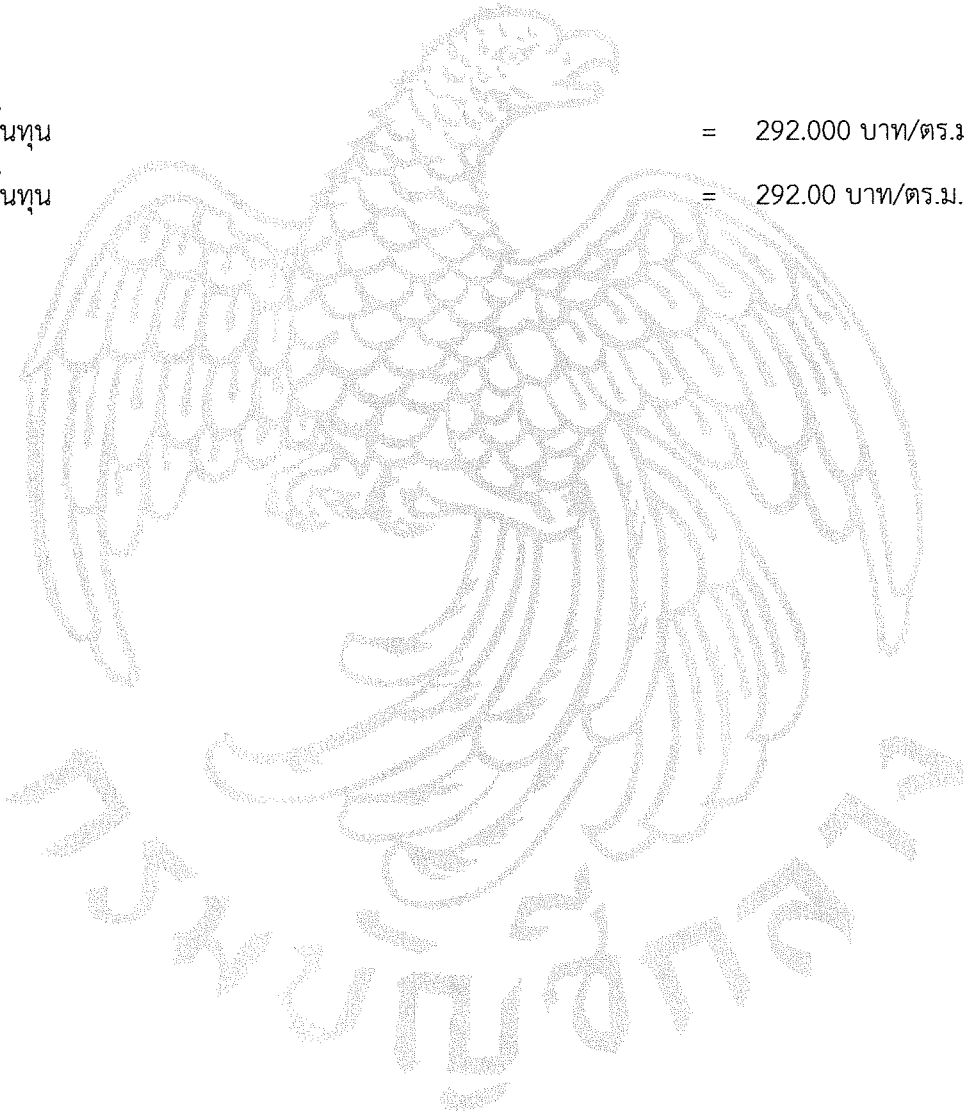 ้นทุน = 292.000 บาท/ตร.ม
้นทุน = 292.00 บาท/ตร.ม.
กรมบัญชีกลาง